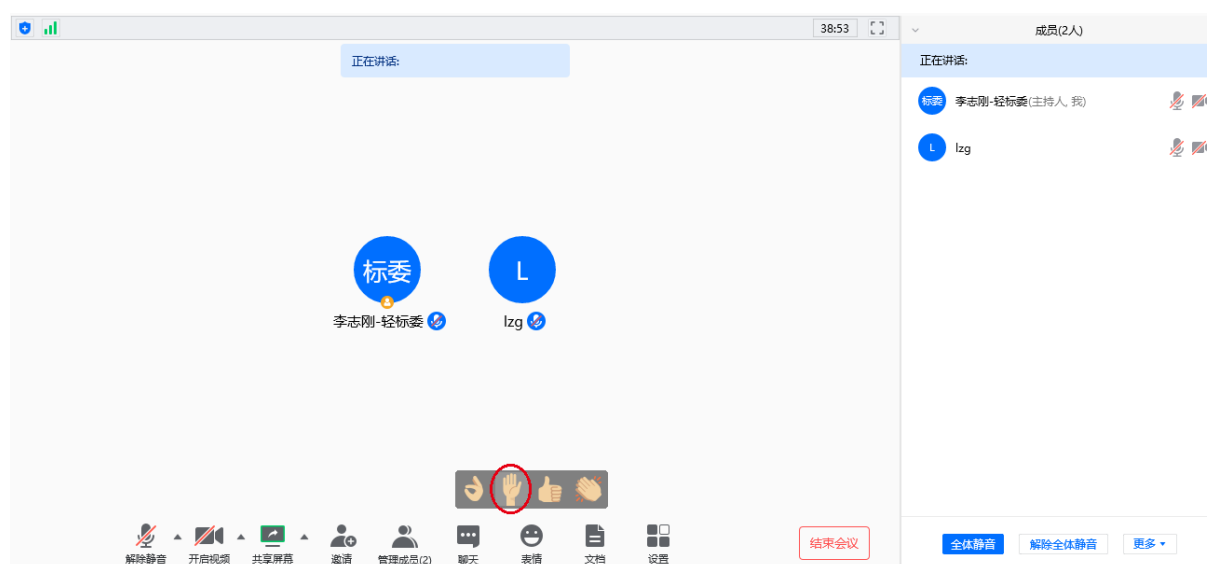 38:53
正在讲话:
标委
李志刚-轻标委
L
lzg
解除静音
开启视频
共享屏幕
邀请
管理成员(2)
聊天
表情
文档
设置
结束会议
成员(2人)
正在讲话:
标委
李志刚-轻标委(主持人, 我)
L
lzg
全体静音
解除全体静音
更多